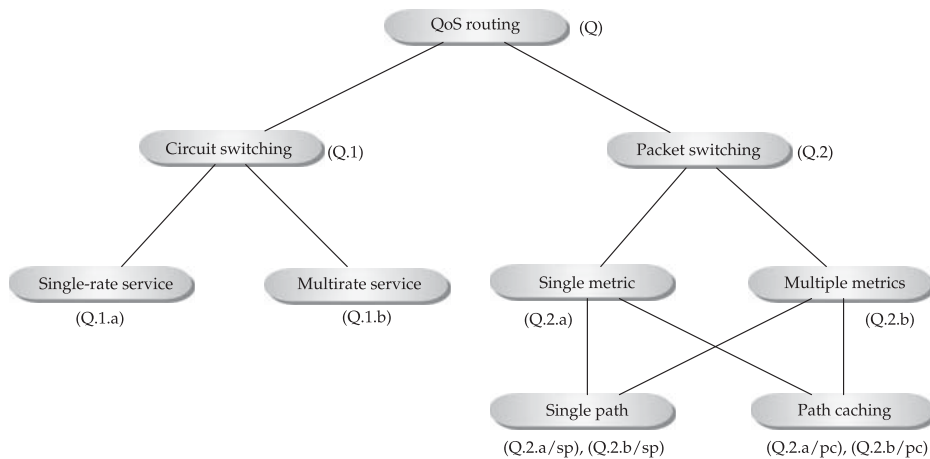 QoS routing
(Q)
Circuit switching
(Q.1)
Packet switching
(Q.2)
Single-rate service
Multirate service
Single metric
Multiple metrics
(Q.1.a)
(Q.1.b)
(Q.2.a)
(Q.2.b)
Single path
Path caching
(Q.2.a/sp), (Q.2.b/sp)
(Q.2.a/pc), (Q.2.b/pc)